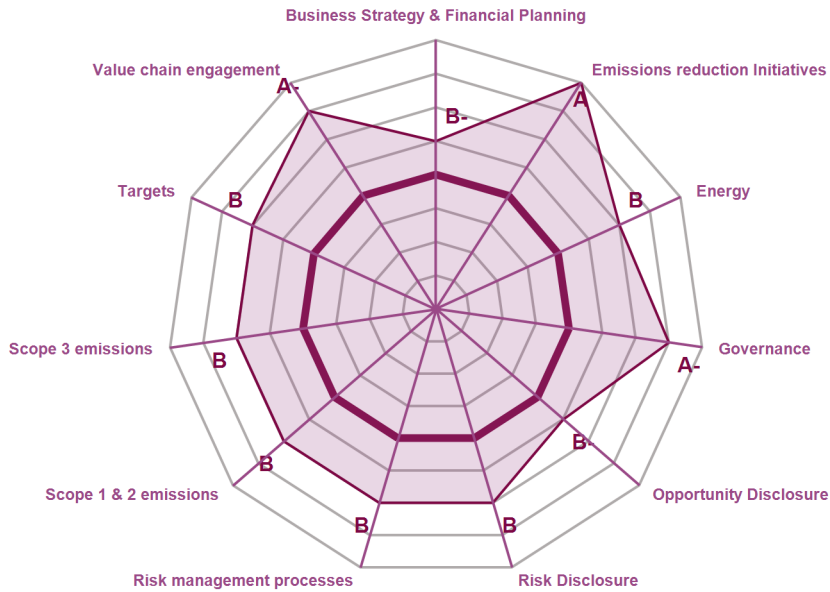 Business Strategy & Financial Planning
Value chain engagement
Emissions reduction Initiatives
A-
A
B-
Targets
B
B
Energy
Scope 3 emissions
B
Governance
A-
B-
Scope 1 & 2 emissions
B
Opportunity Disclosure
B
B
Risk management processes
Risk Disclosure